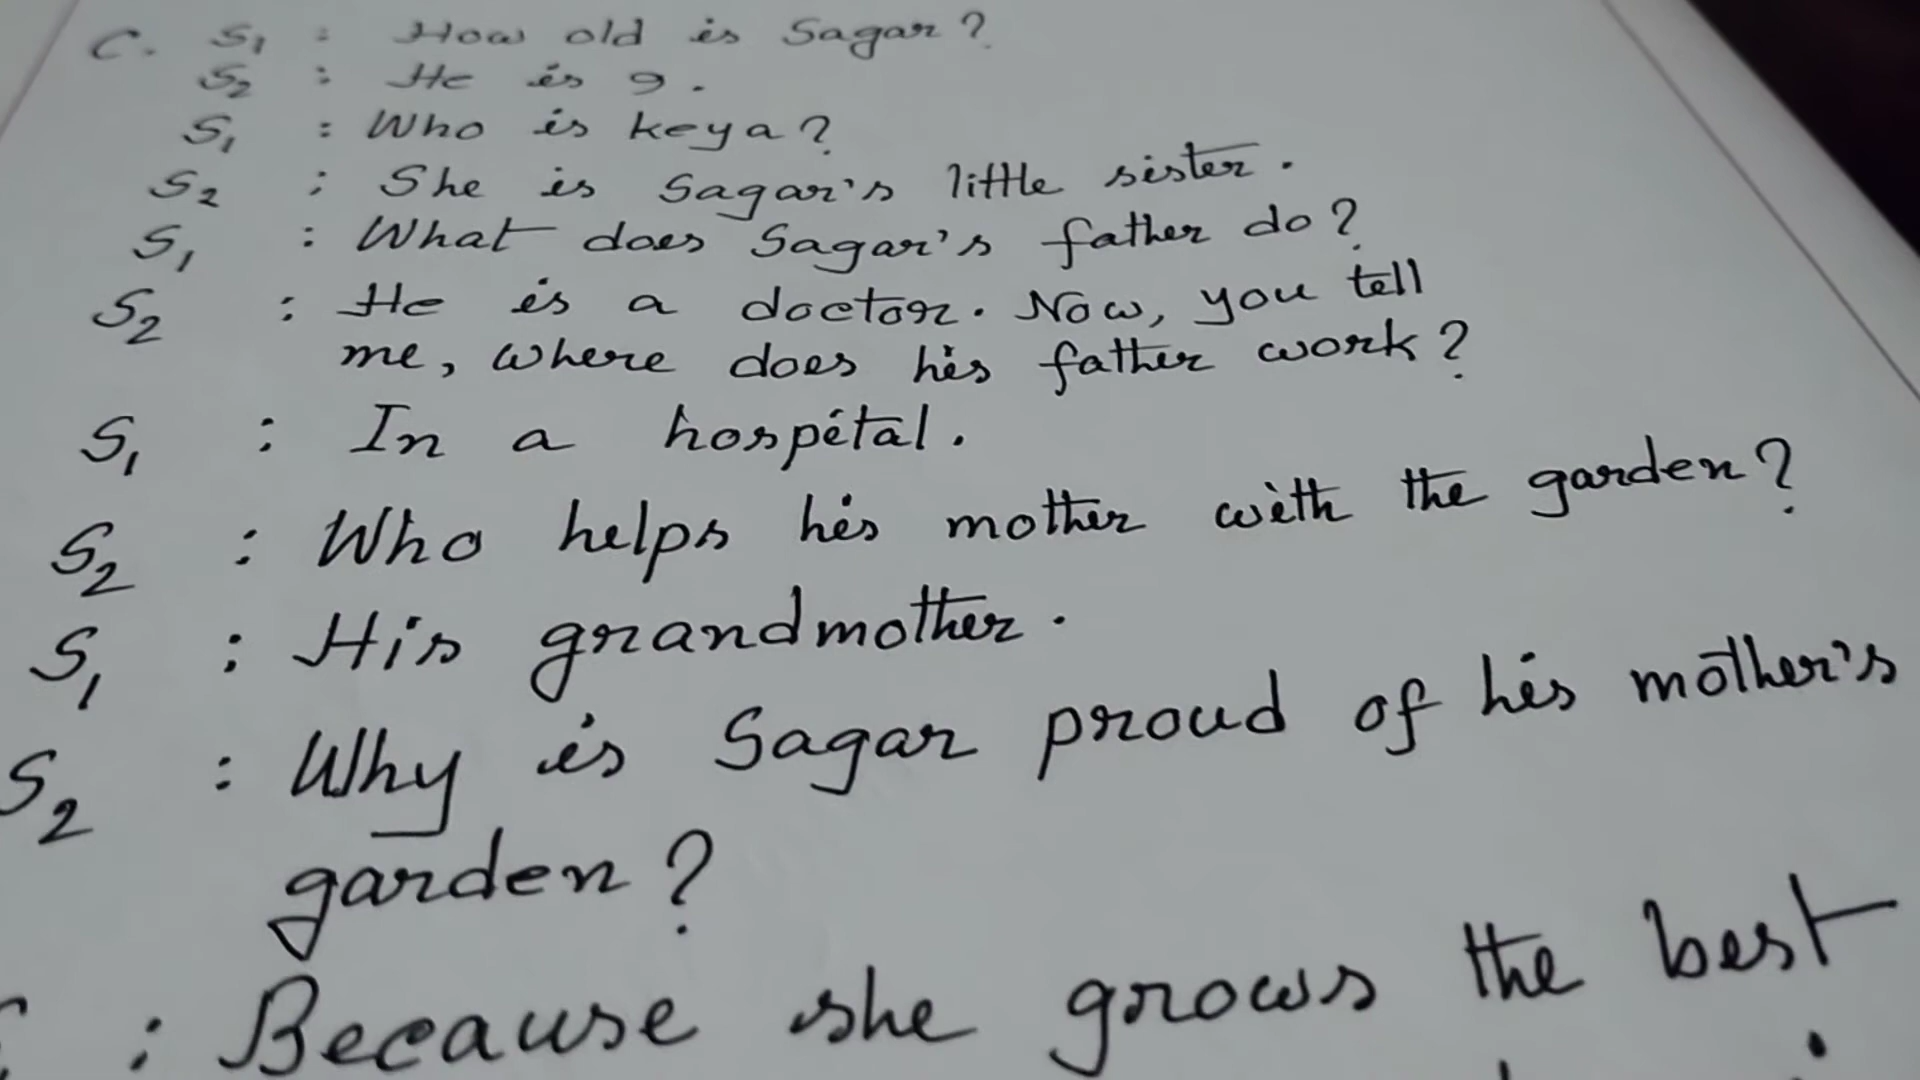 C. S1 : How old is Sagar?
S2 : He is 9.
S1 : Who is keya?
S2 : She is Sagar's little sister.
S1 : What does Sagar's father do?
S2 : He is a doctor. Now, you tell
me, where does his father work?
S1 : In a hospital.
S2 : Who helps his mother with the garden?
S1 : His grandmother.
S2 : Why is Sagar proud of his mother's
garden?
: Because she grows the best